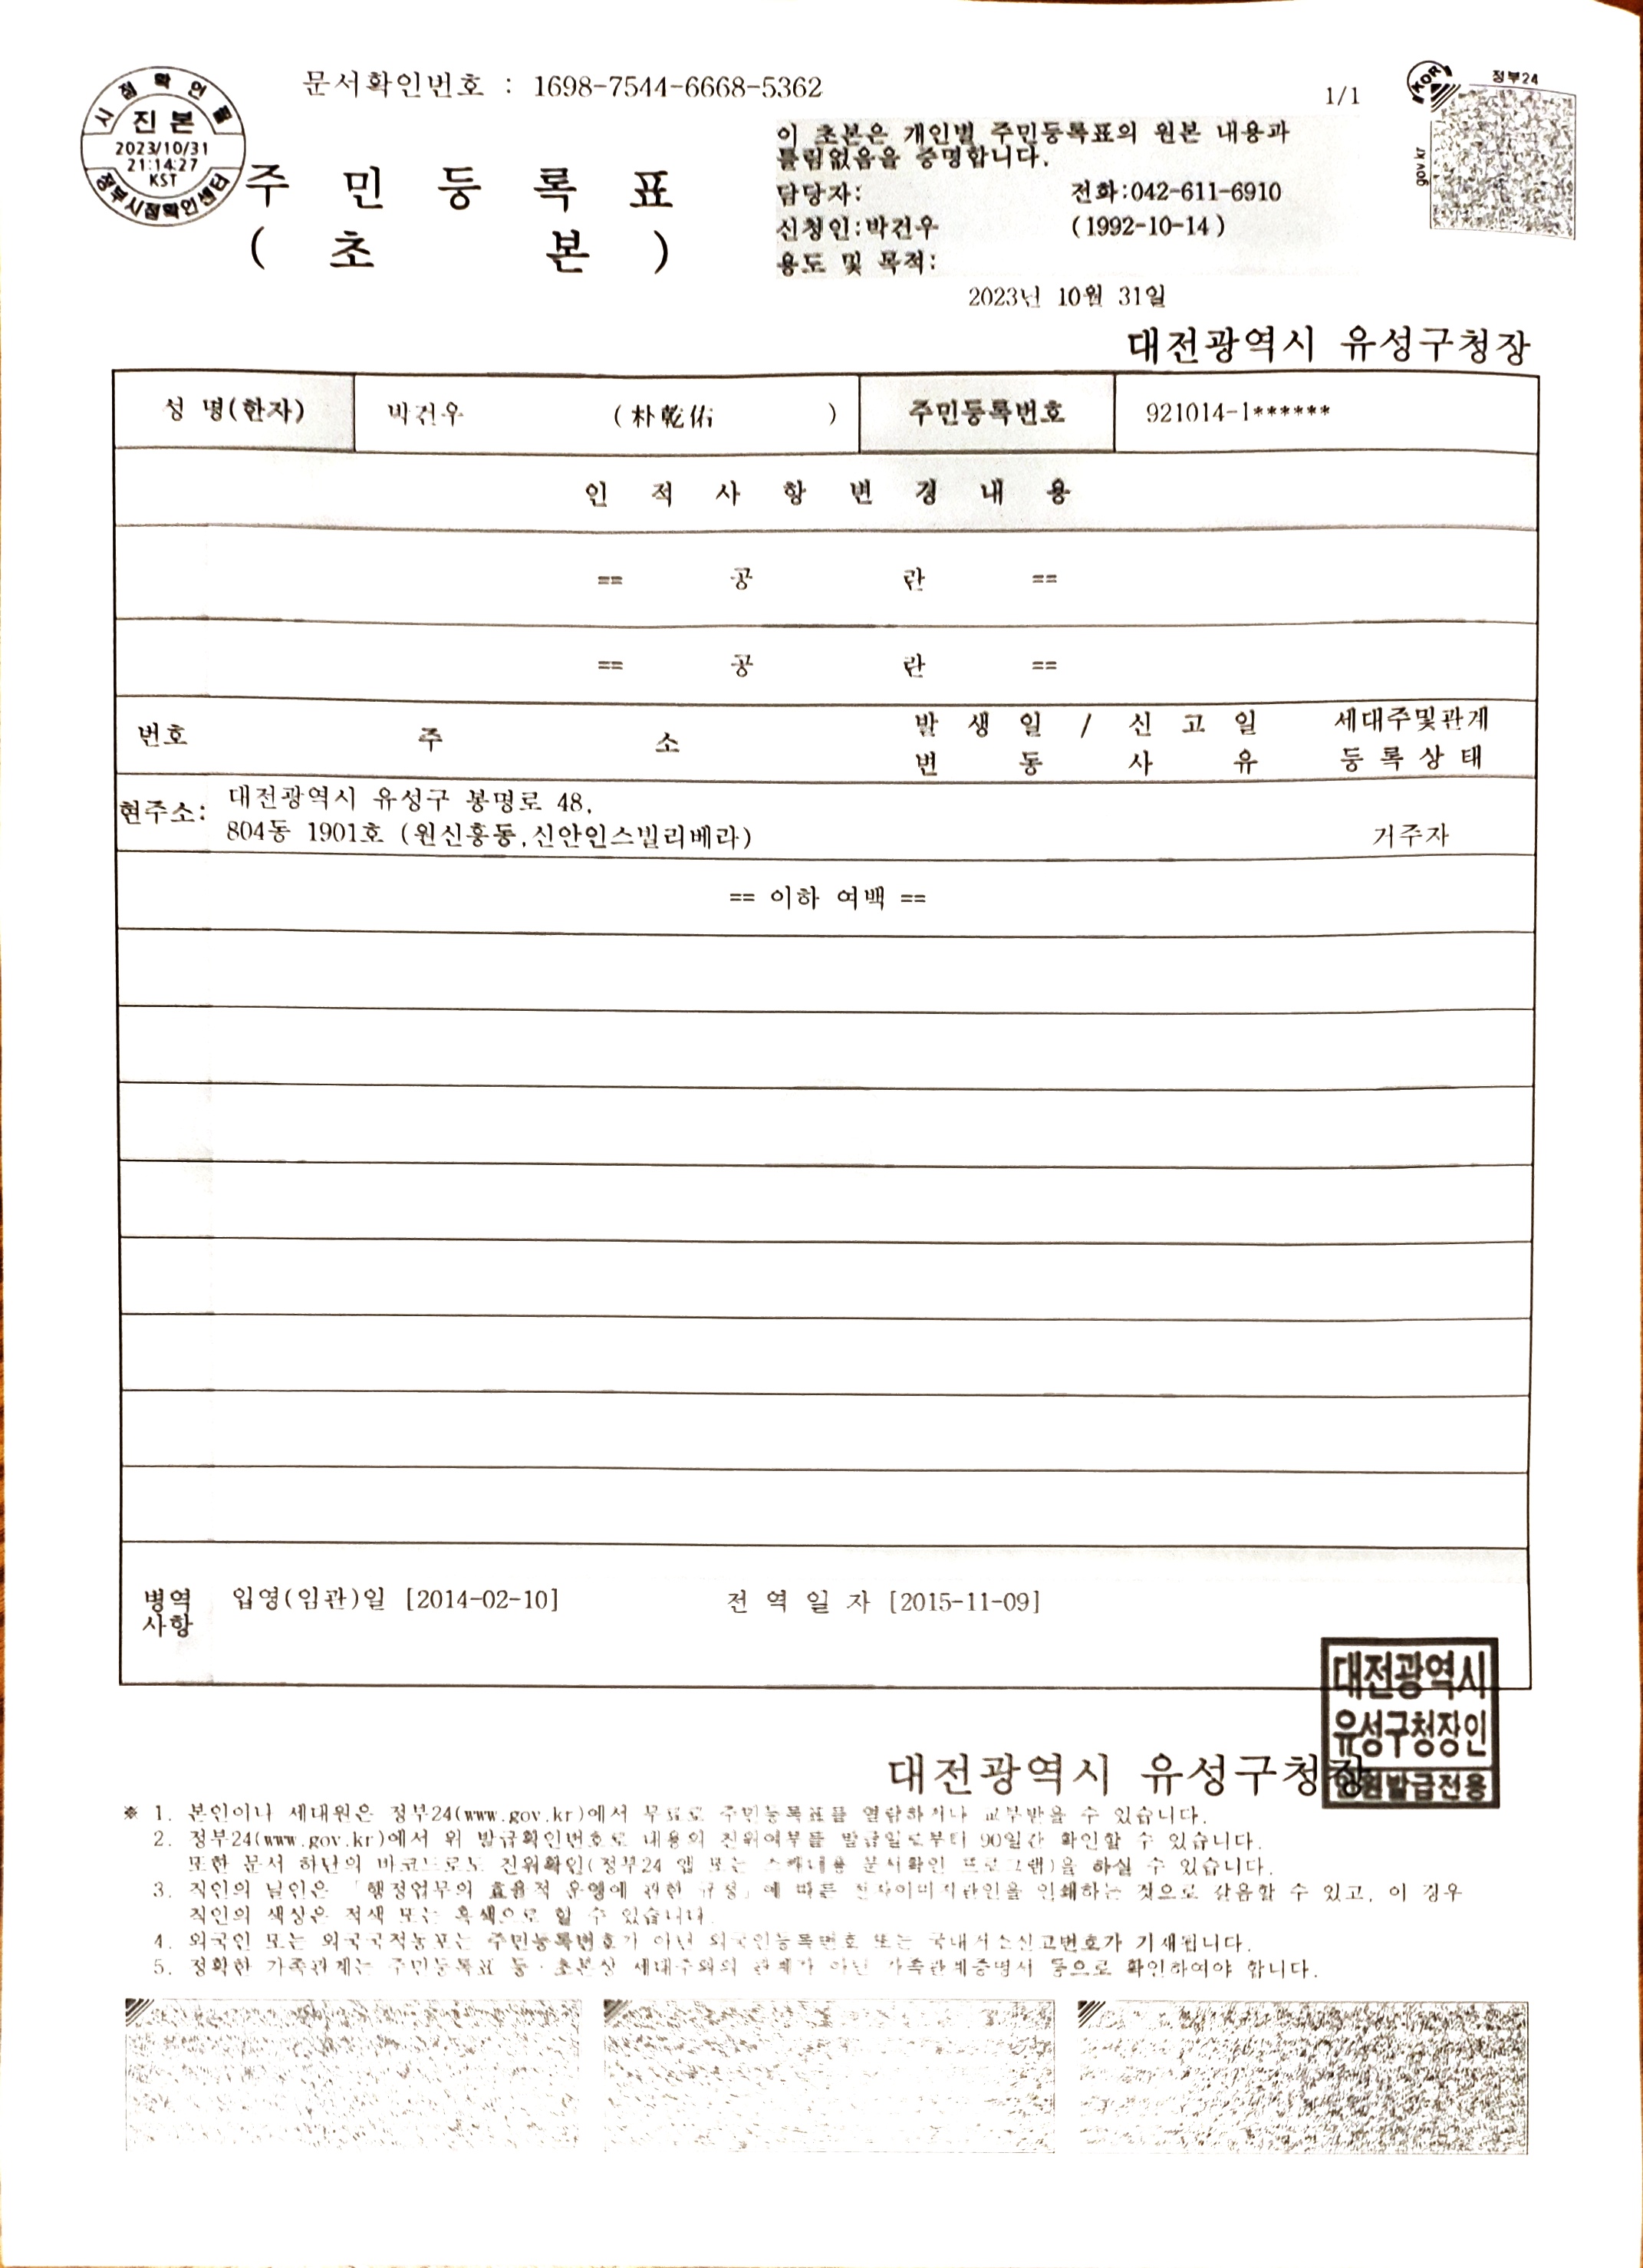 문서확인번호 : 1698-7544-6668-5362
1/1
시점확인필
진본
2023/10/31
21:14:27
KST
정부시점확인센터
정부24
gov.kr
주민등록표
(초본)
이 초본은 개인별 주민등록표의 원본 내용과
틀림없음을 증명합니다.
담당자: 전화:042-611-6910
신청인:박건우 (1992-10-14)
용도 및 목적:
2023년 10월 31일
대전광역시 유성구청장
성 명(한자) 박건우 (朴乾佑) 주민등록번호 921014-1******
인 적 사 항 변 경 내 용
== 공 란 ==
== 공 란 ==
번호 주 소 발 생 일 / 신 고 일 세대주및관계
변 동 사 유 등 록 상 태
현주소: 대전광역시 유성구 봉명로 48,
804동 1901호 (원신흥동,신안인스빌리베라) 거주자
== 이하 여백 ==
병역 입영(임관)일 [2014-02-10] 전 역 일 자 [2015-11-09]
사항
대전광역시
유성구청장인
민원발급전용
대전광역시 유성구청장
※ 1. 본인이나 세대원은 정부24(www.gov.kr)에서 무료로 주민등록표를 열람하거나 교부받을 수 있습니다.
2. 정부24(www.gov.kr)에서 위 발급확인번호로 내용의 진위여부를 발급일로부터 90일간 확인할 수 있습니다.
또한 문서 하단의 바코드로도 진위확인(정부24 앱 또는 스캐너용 문서확인 프로그램)을 하실 수 있습니다.
3. 직인의 날인은 「행정업무의 효율적 운영에 관한 규정」에 따른 전자이미지관인을 인쇄하는 것으로 갈음할 수 있고, 이 경우
직인의 색상은 적색 또는 흑색으로 할 수 있습니다.
4. 외국인 또는 외국국적동포는 주민등록번호가 아닌 외국인등록번호 또는 국내거소신고번호가 기재됩니다.
5. 정확한 가족관계는 주민등록표 등·초본상 세대주와의 관계가 아닌 가족관계증명서 등으로 확인하여야 합니다.